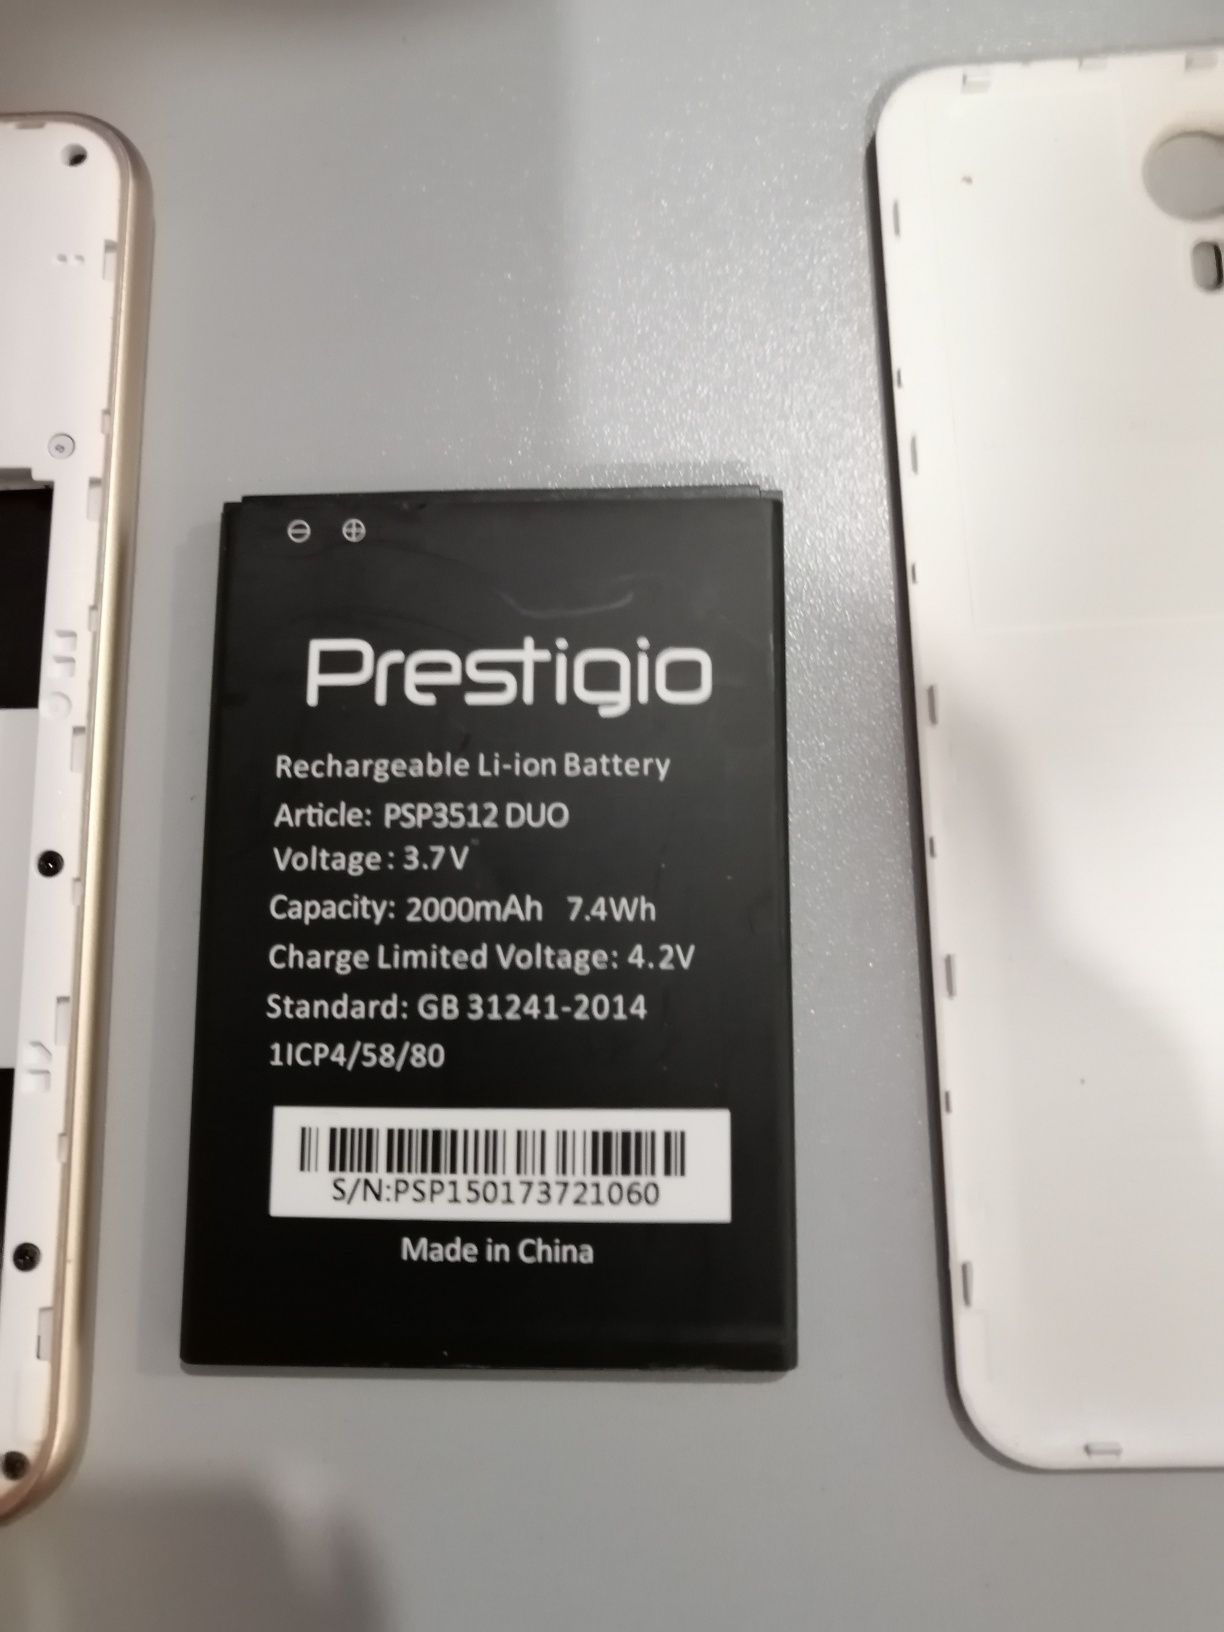 Prestigio
Rechargeable Li-ion Battery
Article: PSP3512 DUO
Voltage: 3.7V
Capacity: 2000mAh 7.4Wh
Charge Limited Voltage: 4.2V
Standard: GB 31241-2014
1ICP4/58/80
S/N:PSP150173721060
Made in China